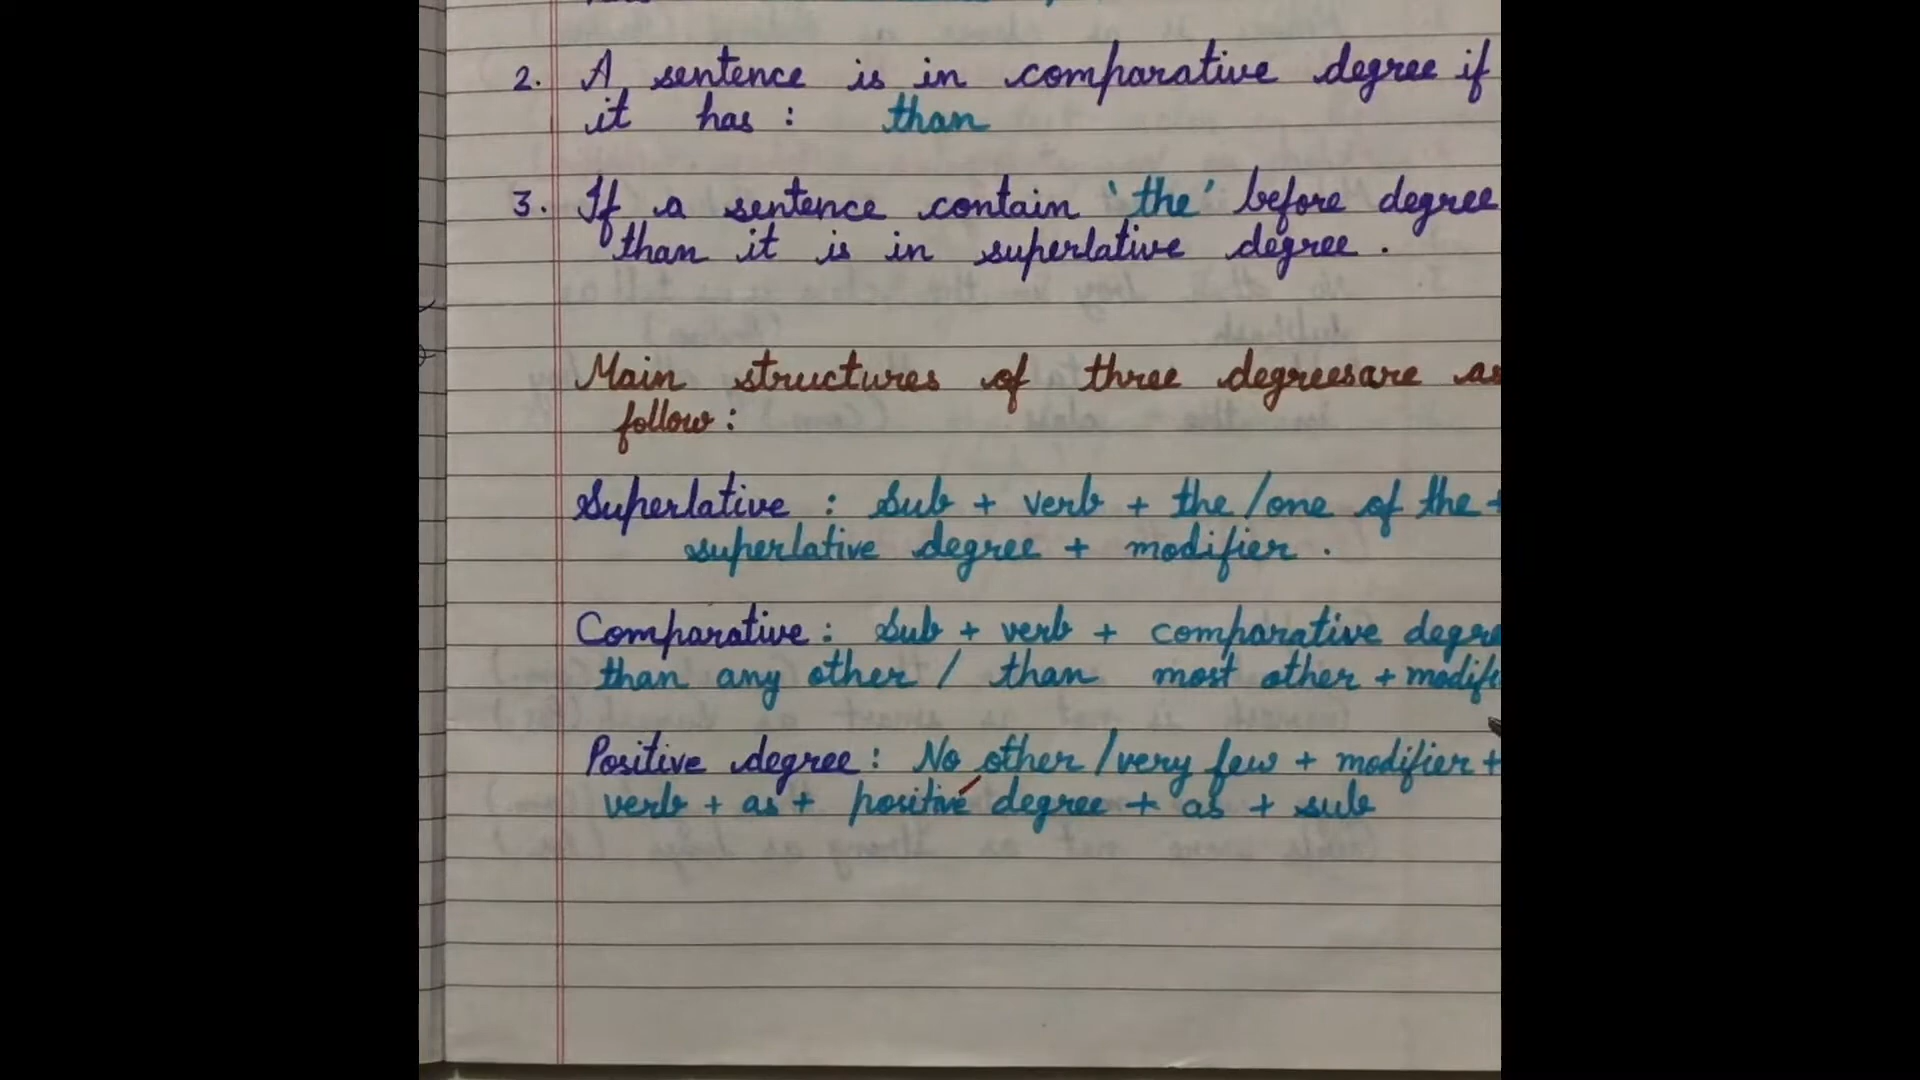 2. A sentence is in comparative degree if
it has : than
3. If a sentence contain 'the' before degree
than it is in superlative degree .
Main structures of three degreesare as
follow :
Superlative : Sub + verb + the / one of the +
superlative degree + modifier .
Comparative : Sub + verb + comparative degre
than any other / than most other + modifi
Positive degree : No other / very few + modifier +
verb + as + positive degree + as + sub